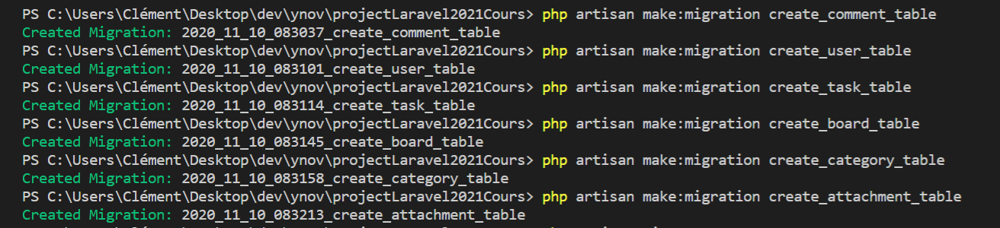 PS C:\Users\Clément\Desktop\dev\ynov\projectLaravel2021Cours> php artisan make:migration create_comment_table
Created Migration: 2020_11_10_083037_create_comment_table
PS C:\Users\Clément\Desktop\dev\ynov\projectLaravel2021Cours> php artisan make:migration create_user_table
Created Migration: 2020_11_10_083101_create_user_table
PS C:\Users\Clément\Desktop\dev\ynov\projectLaravel2021Cours> php artisan make:migration create_task_table
Created Migration: 2020_11_10_083114_create_task_table
PS C:\Users\Clément\Desktop\dev\ynov\projectLaravel2021Cours> php artisan make:migration create_board_table
Created Migration: 2020_11_10_083145_create_board_table
PS C:\Users\Clément\Desktop\dev\ynov\projectLaravel2021Cours> php artisan make:migration create_category_table
Created Migration: 2020_11_10_083158_create_category_table
PS C:\Users\Clément\Desktop\dev\ynov\projectLaravel2021Cours> php artisan make:migration create_attachment_table
Created Migration: 2020_11_10_083213_create_attachment_table